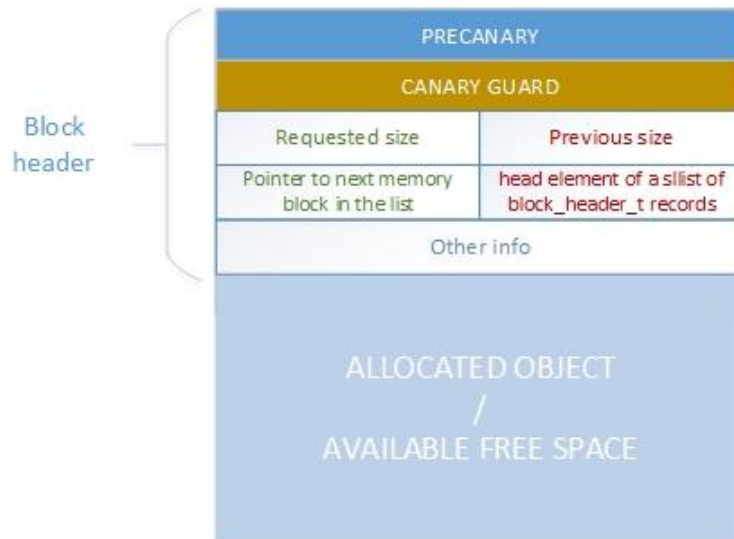 PRECANARY
CANARY GUARD
Block
header
Requested size
Previous size
Pointer to next memory
block in the list
head element of a sllist of
block_header_t records
Other info
ALLOCATED OBJECT
/
AVAILABLE FREE SPACE